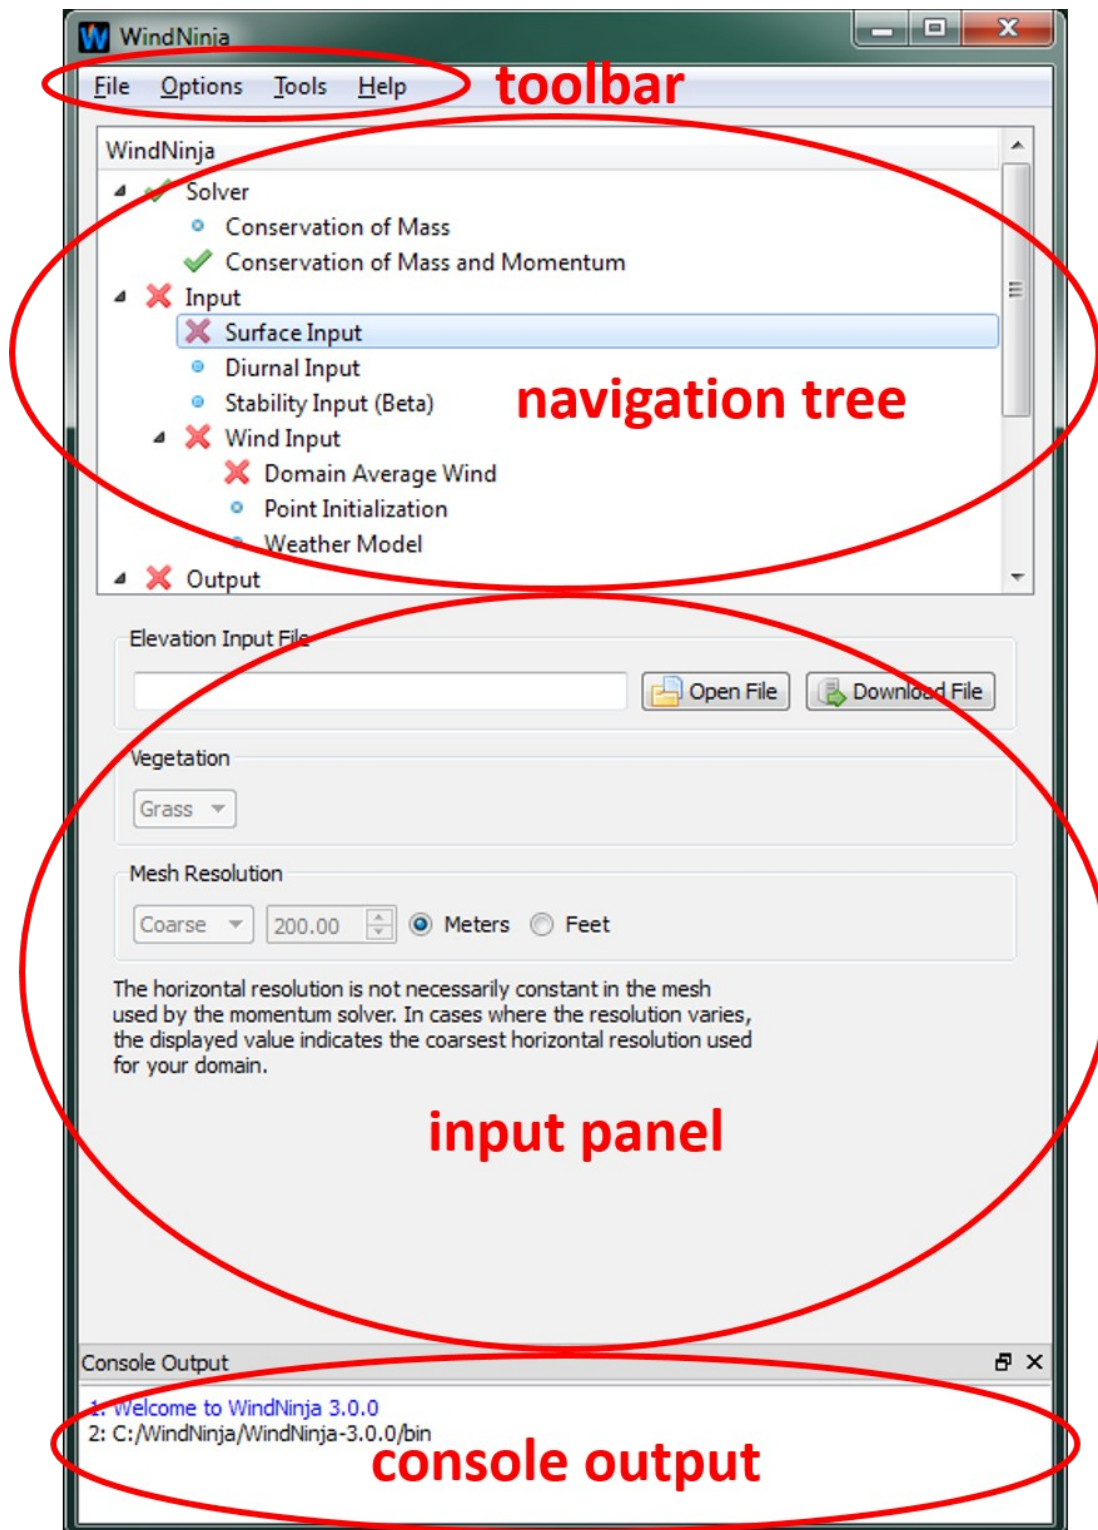 WindNinja
File Options Tools Help
toolbar
WindNinja
Solver
Conservation of Mass
Conservation of Mass and Momentum
Input
Surface Input
Diurnal Input
Stability Input (Beta)
navigation tree
Wind Input
Domain Average Wind
Point Initialization
Weather Model
Output
Elevation Input File
Open File Download File
Vegetation
Grass
Mesh Resolution
Coarse 200.00 Meters Feet
The horizontal resolution is not necessarily constant in the mesh
used by the momentum solver. In cases where the resolution varies,
the displayed value indicates the coarsest horizontal resolution used
for your domain.
input panel
Console Output
1: Welcome to WindNinja 3.0.0
2: C:/WindNinja/WindNinja-3.0.0/bin
console output